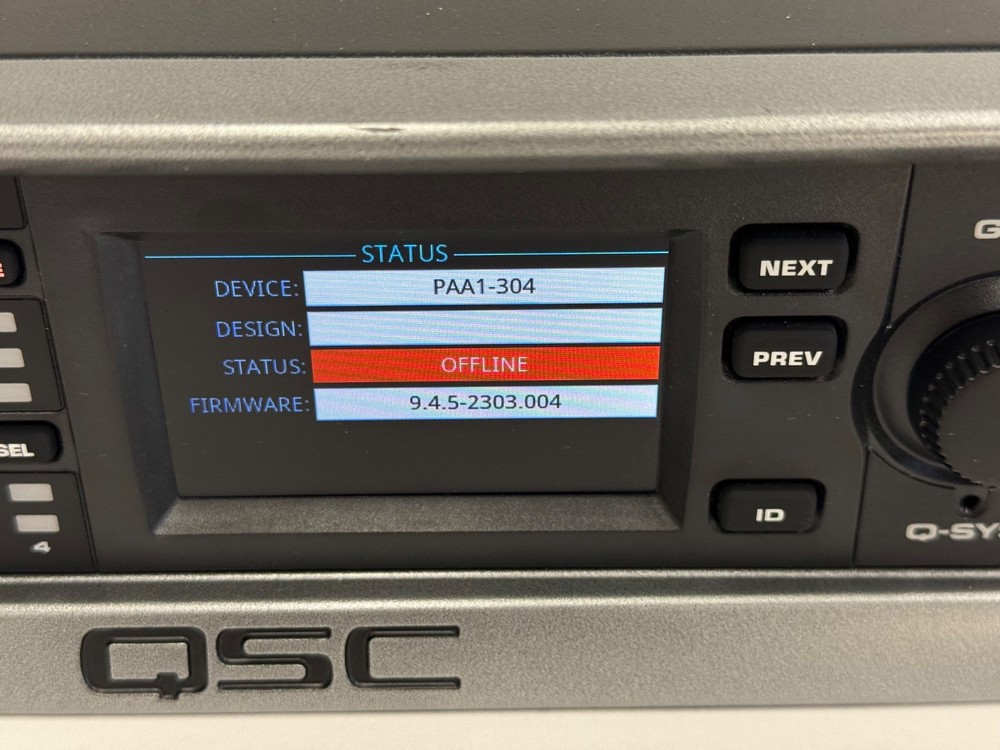 STATUS
DEVICE: PAA1-304
DESIGN:
STATUS: OFFLINE
FIRMWARE: 9.4.5-2303.004
NEXT
PREV
ID
SEL
4
Q-SYS
QSC